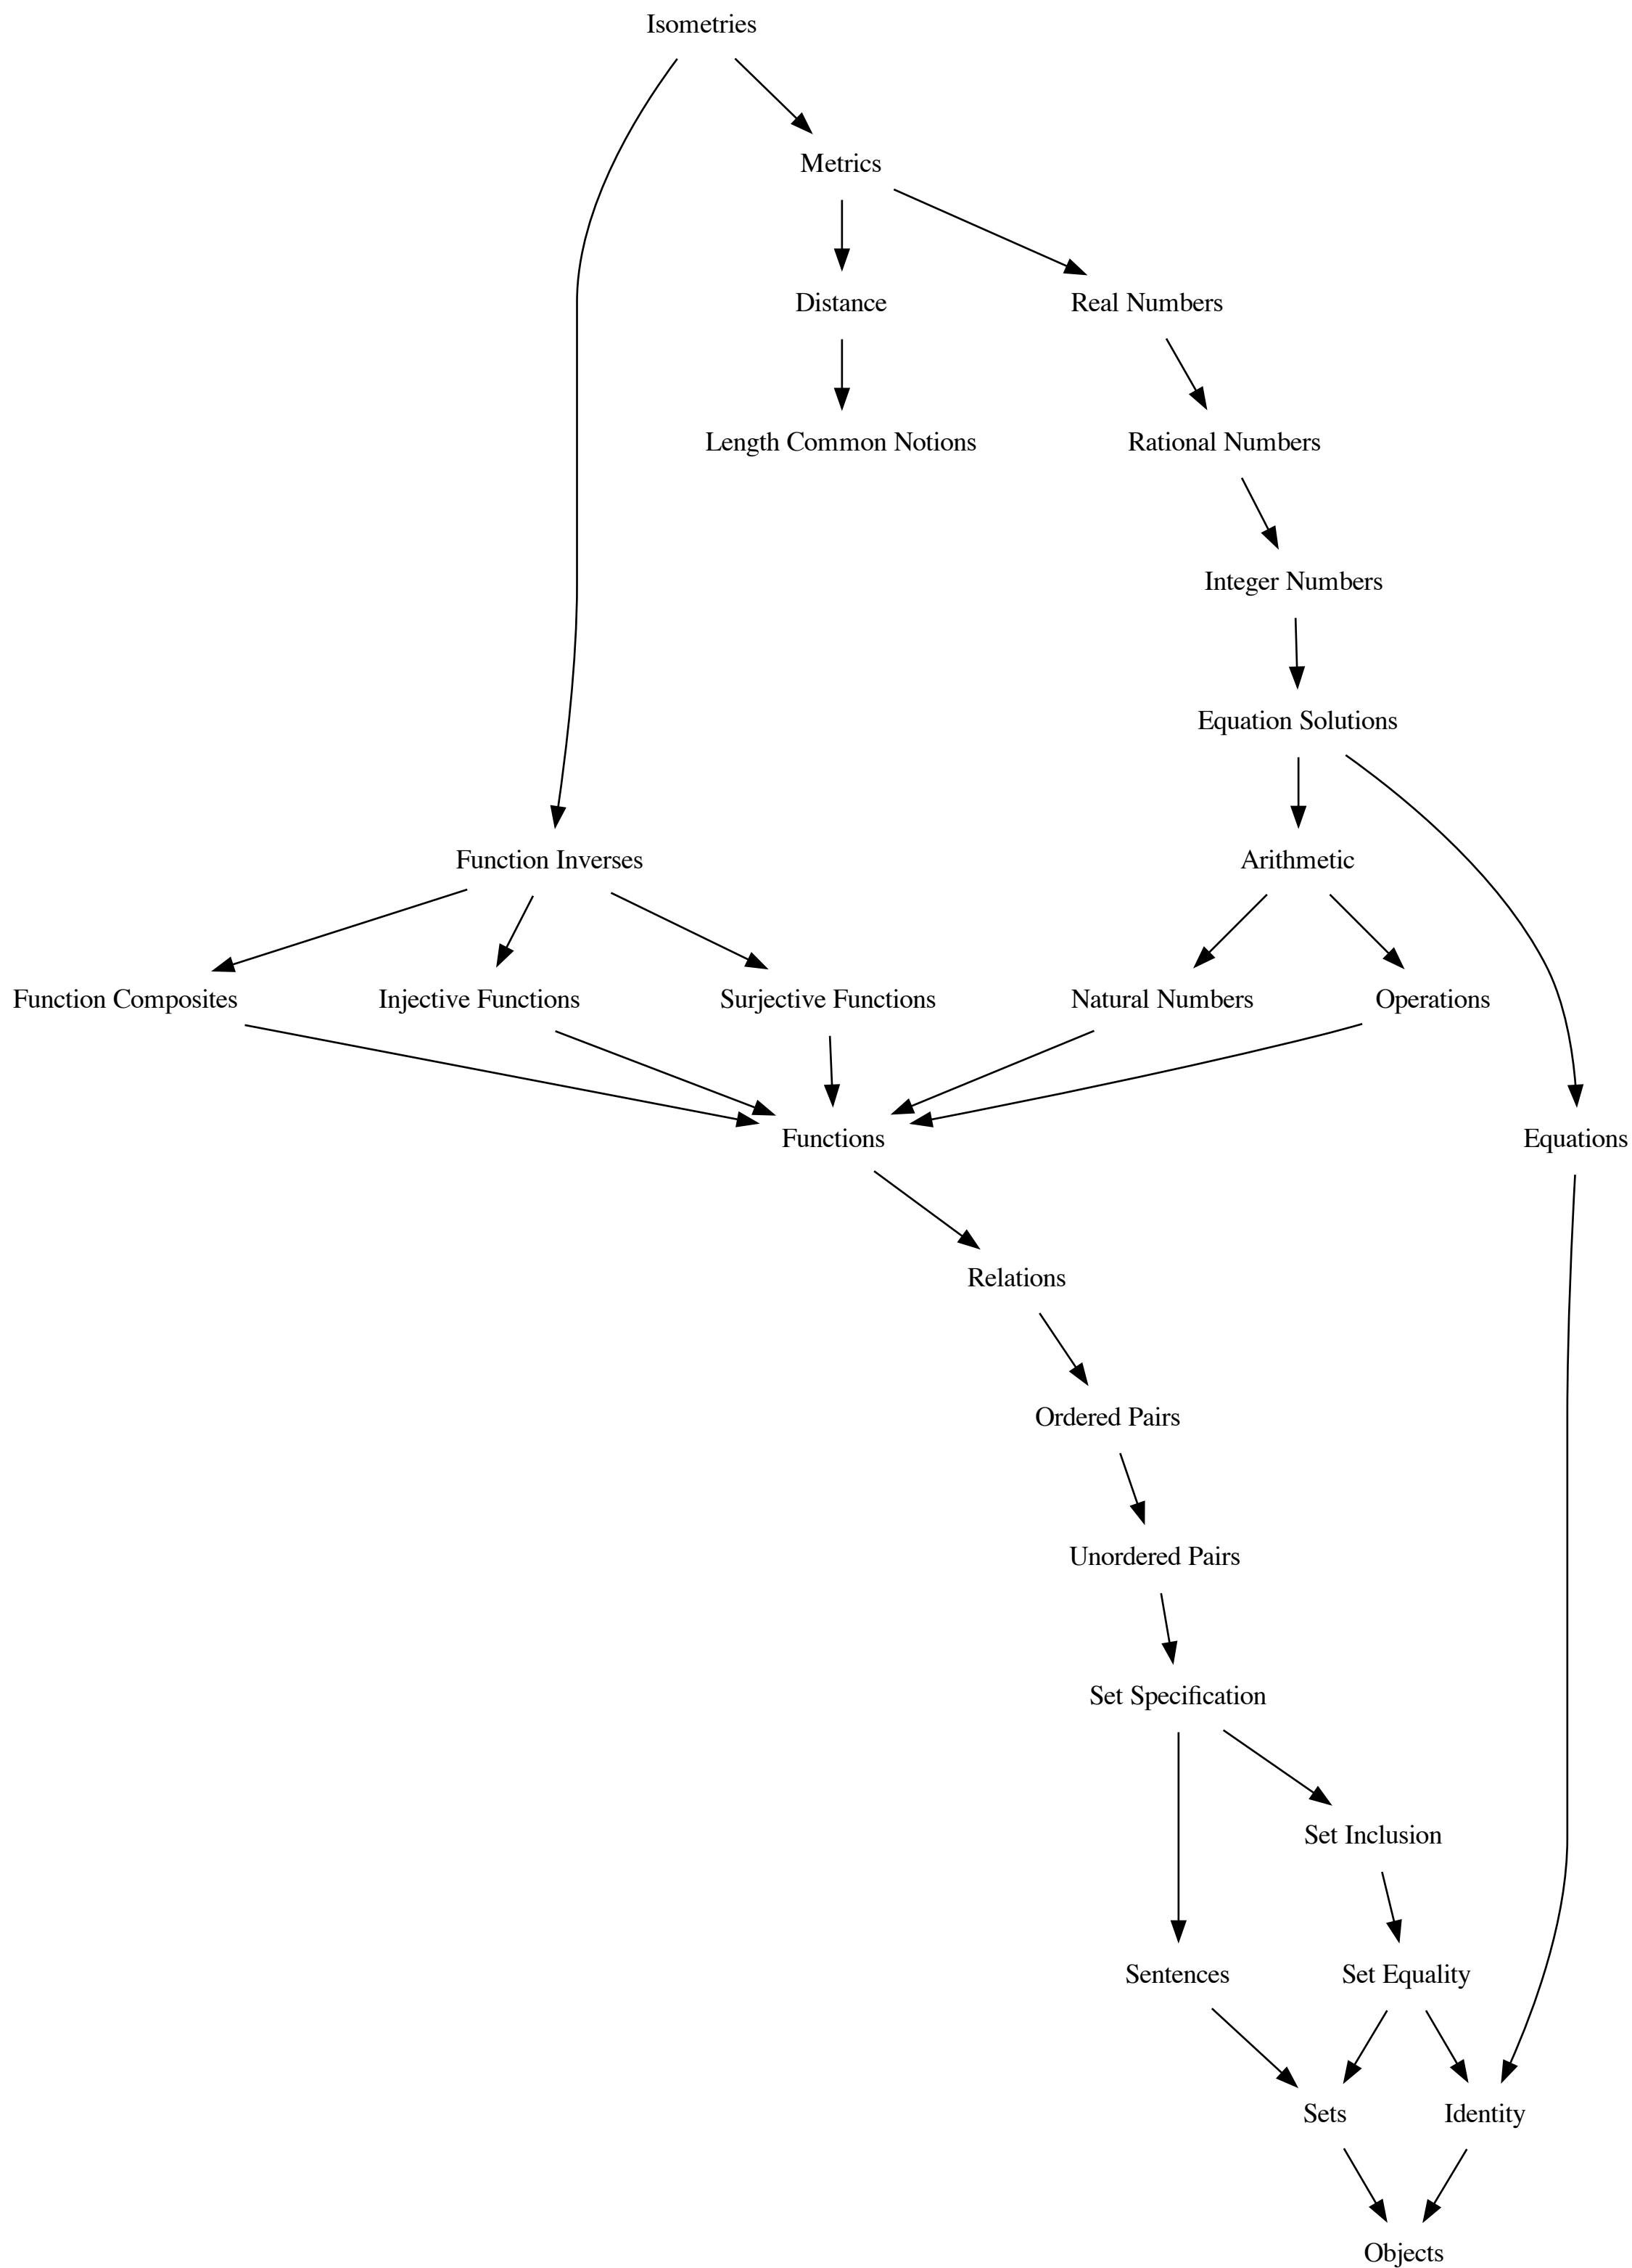 Isometries
Metrics
Distance
Real Numbers
Length Common Notions
Rational Numbers
Integer Numbers
Equation Solutions
Function Inverses
Arithmetic
Function Composites
Injective Functions
Surjective Functions
Natural Numbers
Operations
Functions
Equations
Relations
Ordered Pairs
Unordered Pairs
Set Specification
Set Inclusion
Sentences
Set Equality
Sets
Identity
Objects